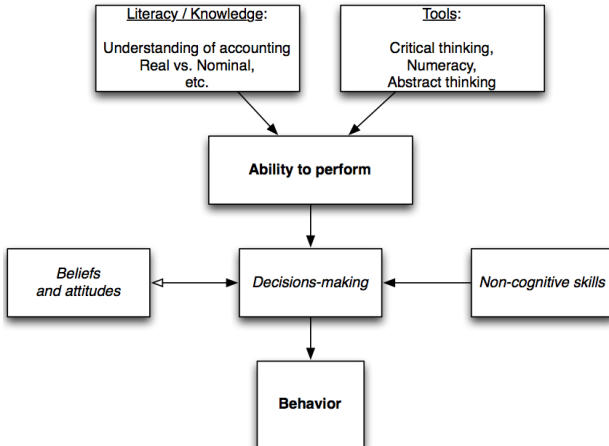 Literacy / Knowledge:
Understanding of accounting
Real vs. Nominal,
etc.
Tools:
Critical thinking,
Numeracy,
Abstract thinking
Ability to perform
Beliefs
and attitudes
Decisions-making
Non-cognitive skills
Behavior